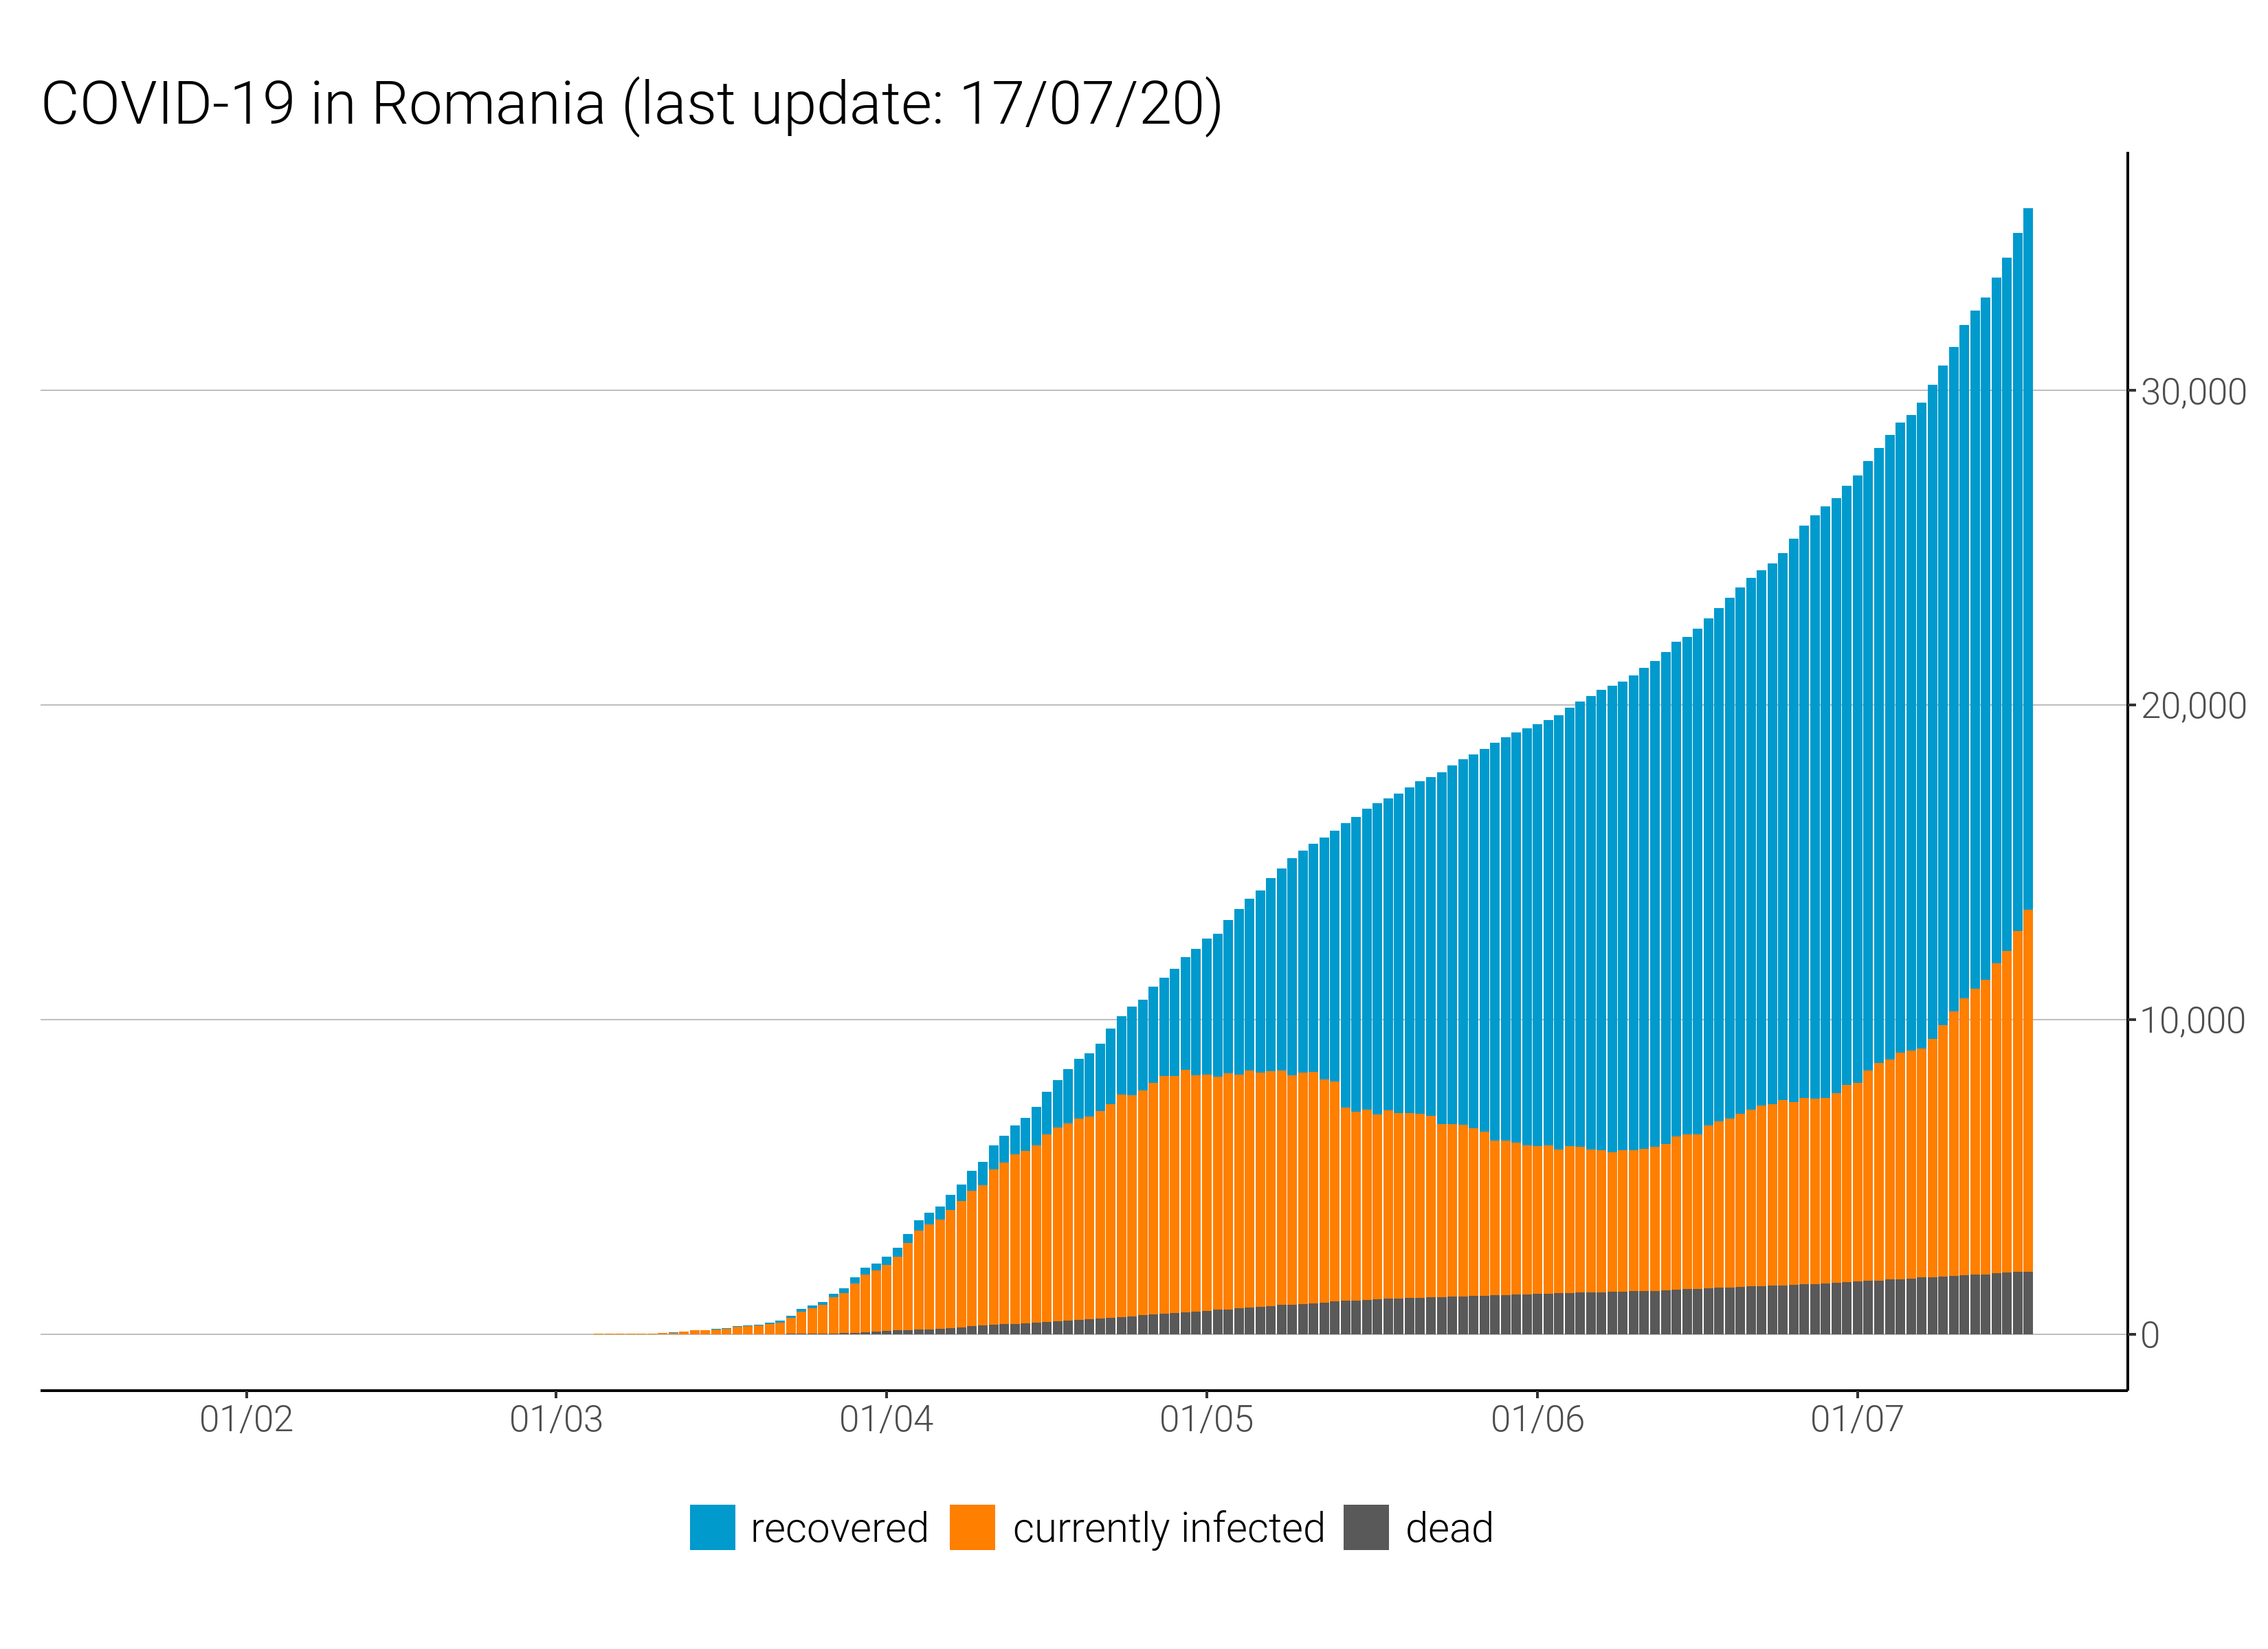 COVID-19 in Romania (last update: 17/07/20)
30,000
20,000
10,000
0
01/02 01/03 01/04 01/05 01/06 01/07
recovered currently infected dead